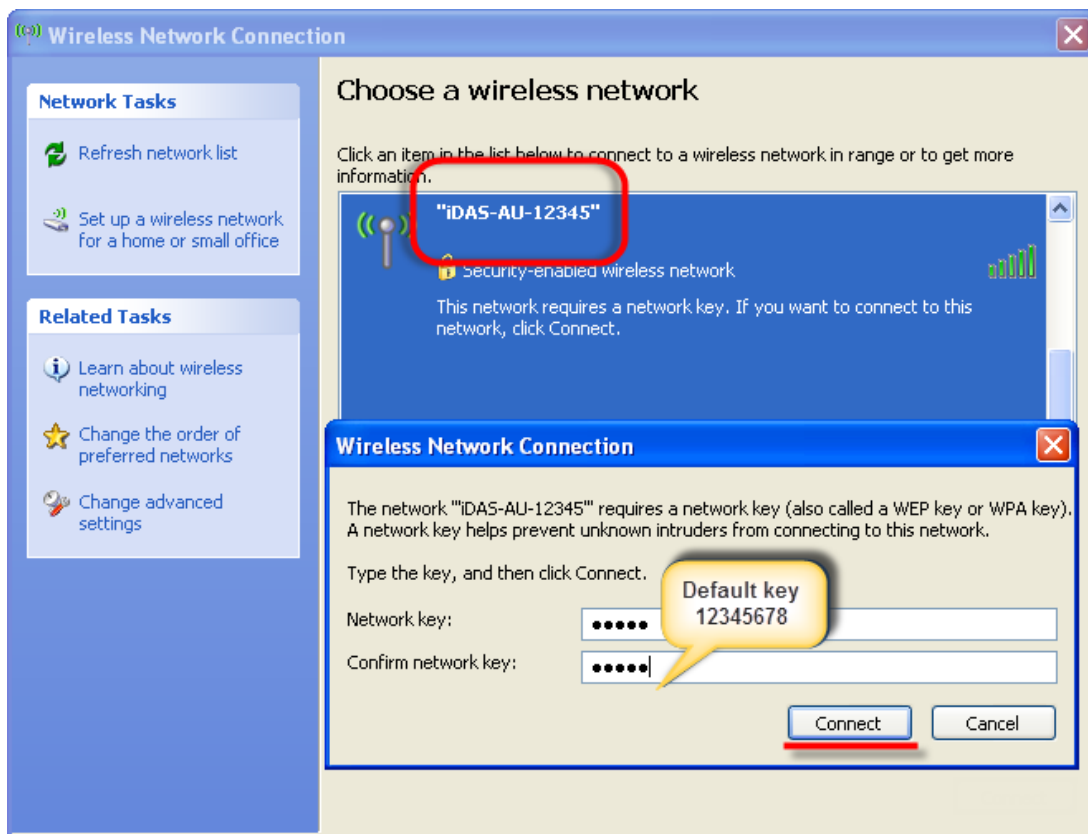 Wireless Network Connection
Network Tasks
Refresh network list
Set up a wireless network
for a home or small office
Related Tasks
Learn about wireless
networking
Change the order of
preferred networks
Change advanced
settings
Choose a wireless network
Click an item in the list below to connect to a wireless network in range or to get more
information.
"iDAS-AU-12345"
Security-enabled wireless network
This network requires a network key. If you want to connect to this
network, click Connect.
Wireless Network Connection
The network '"iDAS-AU-12345"' requires a network key (also called a WEP key or WPA key).
A network key helps prevent unknown intruders from connecting to this network.
Type the key, and then click Connect.
Default key
12345678
Network key: •••••
Confirm network key: •••••
Connect Cancel